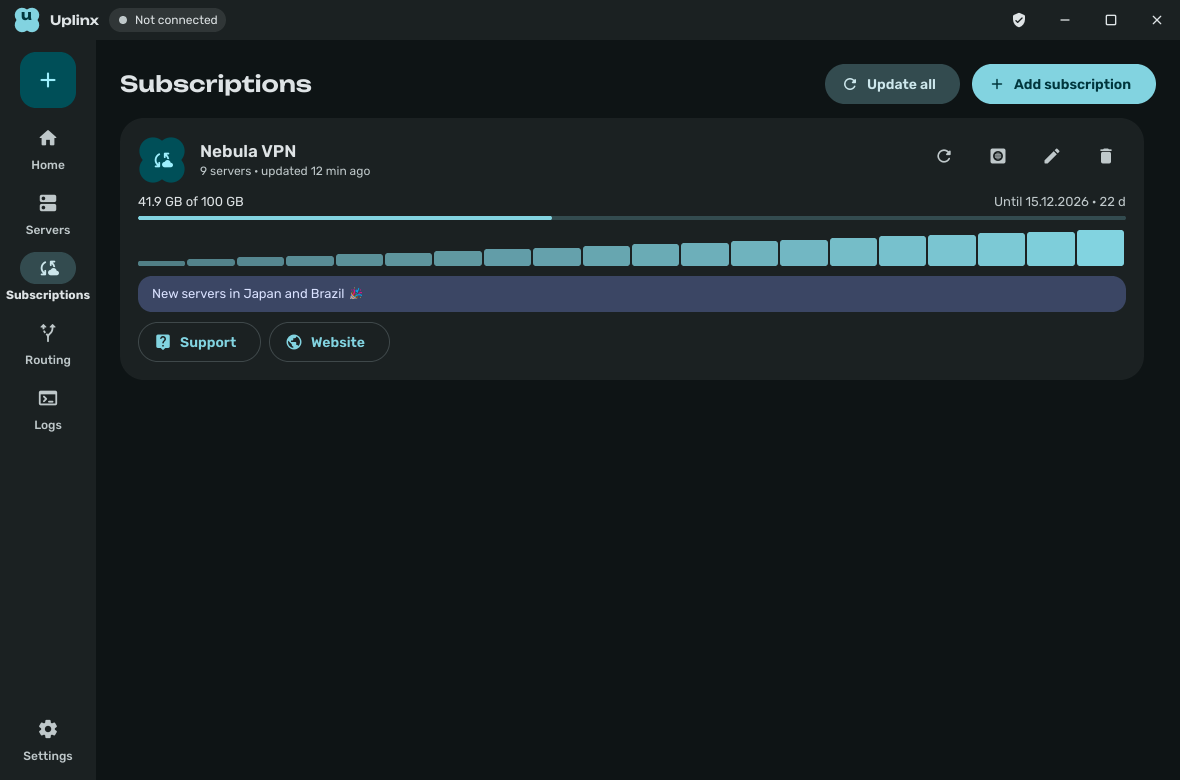 Uplinx
Not connected
Home
Servers
Subscriptions
Routing
Logs
Settings
Subscriptions
Update all
Add subscription
Nebula VPN
9 servers • updated 12 min ago
41.9 GB of 100 GB
Until 15.12.2026 • 22 d
New servers in Japan and Brazil 🎉
Support
Website